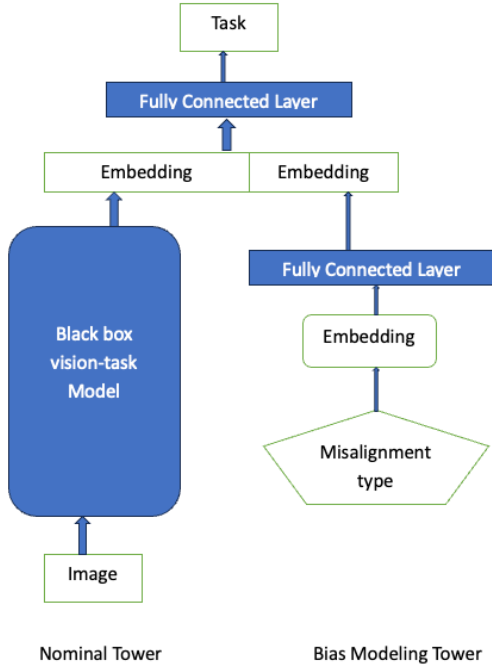 Task
Fully Connected Layer
Embedding Embedding
Fully Connected Layer
Black box
vision-task
Model
Embedding
Misalignment
type
Image
Nominal Tower Bias Modeling Tower